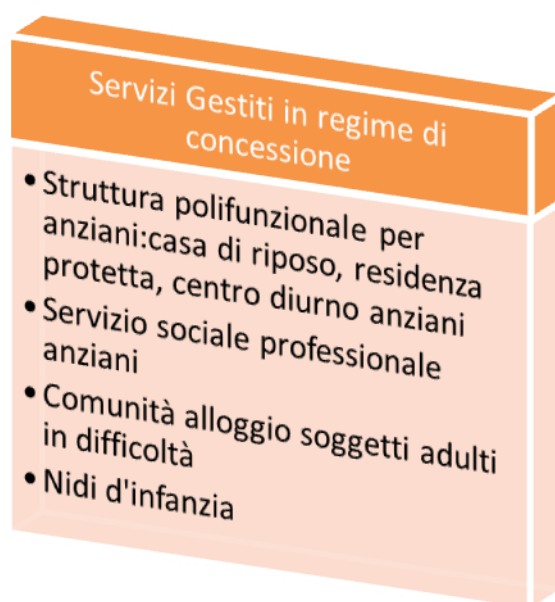 Servizi Gestiti in regime di
concessione
• Struttura polifunzionale per
anziani:casa di riposo, residenza
protetta, centro diurno anziani
• Servizio sociale professionale
anziani
• Comunità alloggio soggetti adulti
in difficoltà
• Nidi d'infanzia